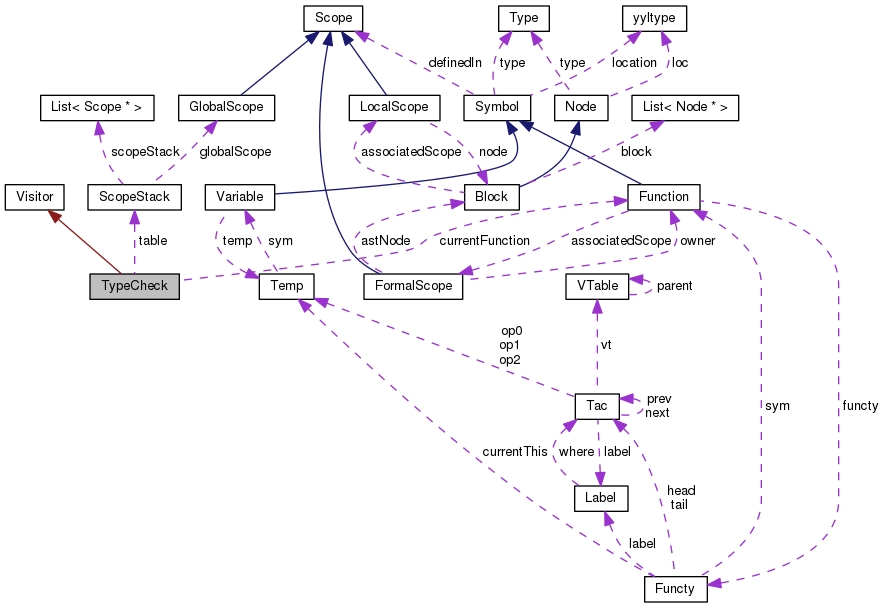 Scope
Type
yyltype
definedIn
type
type
location
loc
List< Scope * >
GlobalScope
LocalScope
Symbol
Node
List< Node * >
scopeStack
globalScope
associatedScope
node
block
Visitor
ScopeStack
Variable
Block
Function
table
temp
sym
astNode
currentFunction
associatedScope
owner
TypeCheck
Temp
FormalScope
VTable
parent
op0
op1
op2
vt
Tac
prev
next
sym
functy
currentThis
where
label
Label
head
tail
label
Functy